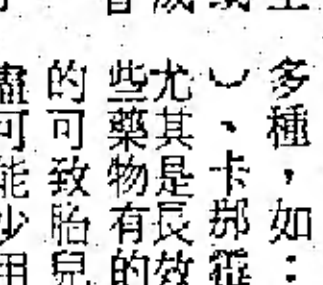 多種，如：
）、卡那黴
尤其是長效
些藥物有的
的可致胎兒
盡可能少用